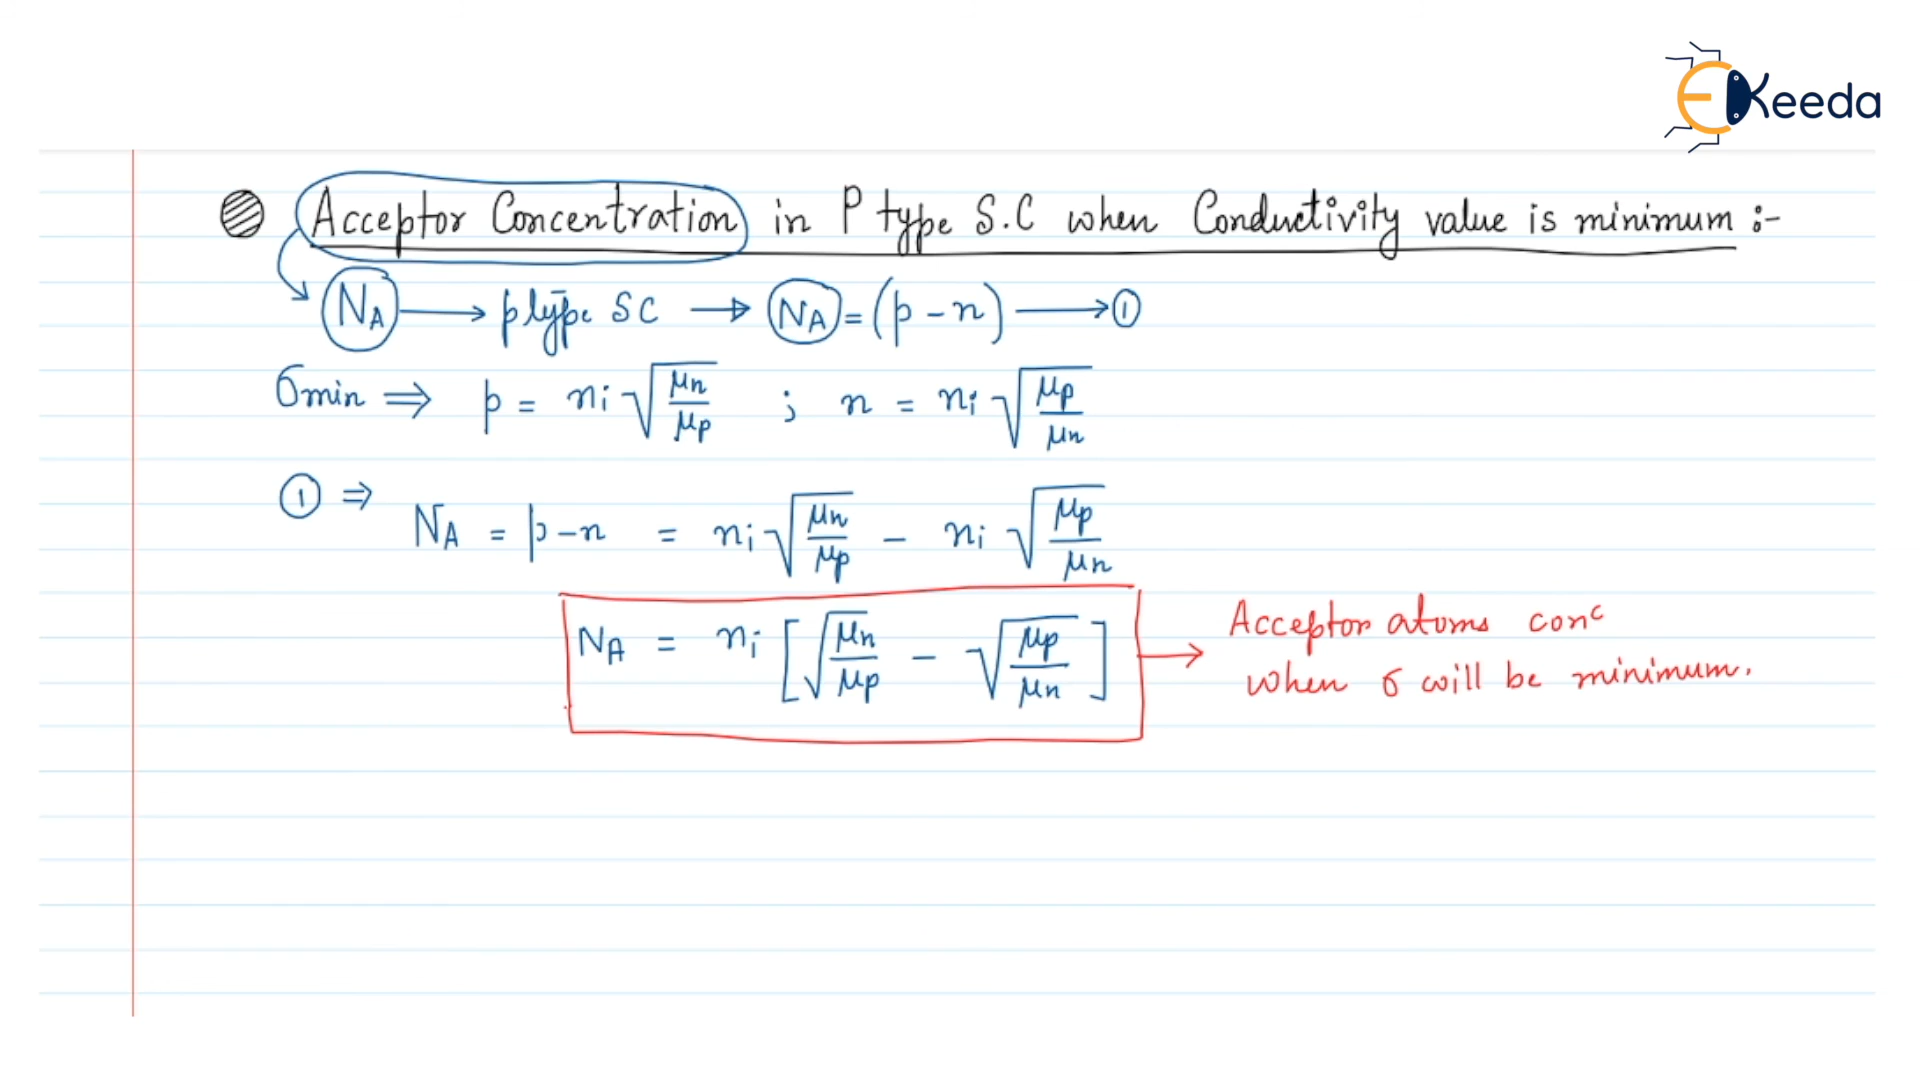 EKeeda
Acceptor Concentration in P type S.C when Conductivity value is minimum :-
NA → p type SC → NA = (p - n) → ①
σmin ⇒ p = ni √(μn/μp) ; n = ni √(μp/μn)
① ⇒
NA = p - n = ni √(μn/μp) - ni √(μp/μn)
NA = ni [√(μn/μp) - √(μp/μn)] → Acceptor atoms conc
when σ will be minimum.